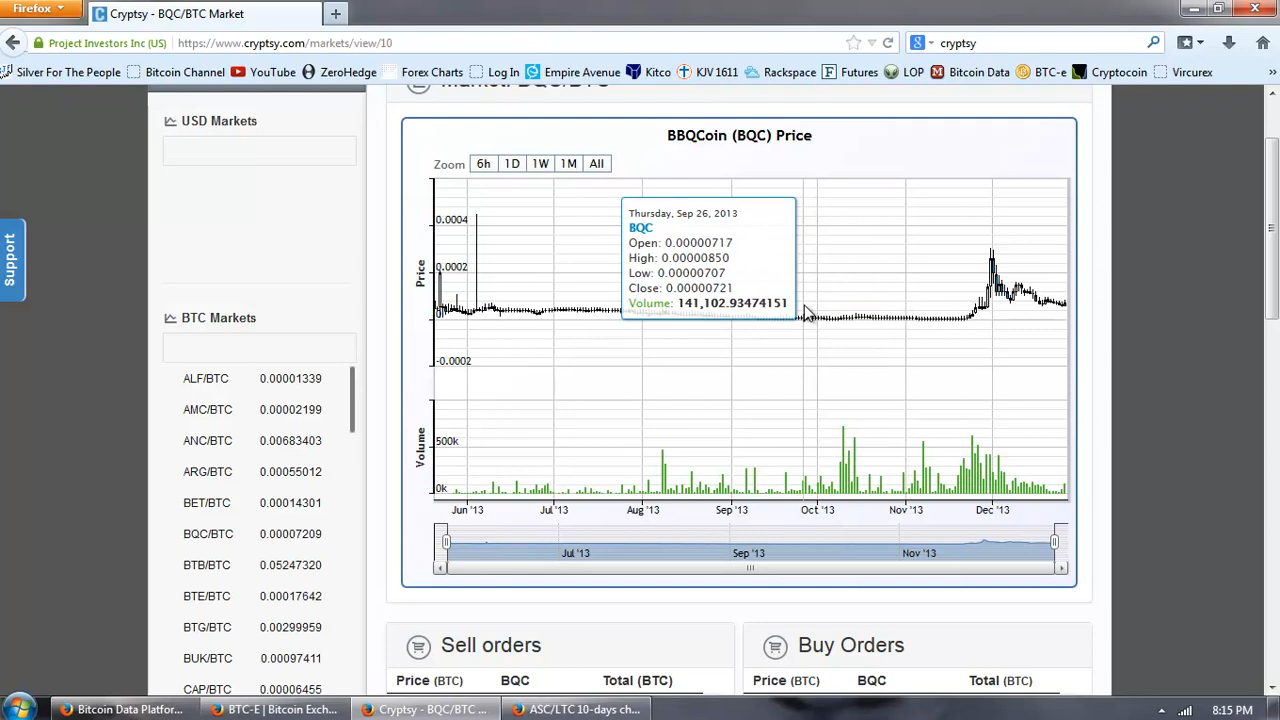 Firefox
Cryptsy - BQC/BTC Market
Project Investors Inc (US)
https://www.cryptsy.com/markets/view/10
cryptsy
Silver For The People
Bitcoin Channel
YouTube
ZeroHedge
Forex Charts
Log In
Empire Avenue
Kitco
KJV 1611
Rackspace
Futures
LOP
Bitcoin Data
BTC-e
Cryptocoin
Vircurex
»
Support
USD Markets
BTC Markets
ALF/BTC 0.00001339
AMC/BTC 0.00002199
ANC/BTC 0.00683403
ARG/BTC 0.00055012
BET/BTC 0.00014301
BQC/BTC 0.00007209
BTB/BTC 0.05247320
BTE/BTC 0.00017642
BTG/BTC 0.00299959
BUK/BTC 0.00097411
CAP/BTC 0.00006455
Market: BQC/BTC
BBQCoin (BQC) Price
Zoom 6h 1D 1W 1M All
Price
0.0004
0.0002
-0.0002
Thursday, Sep 26, 2013
BQC
Open: 0.00000717
High: 0.00000850
Low: 0.00000707
Close: 0.00000721
Volume: 141,102.93474151
Volume
500k
0k
Jun '13 Jul '13 Aug '13 Sep '13 Oct '13 Nov '13 Dec '13
Jul '13 Sep '13 Nov '13
Sell orders
Price (BTC) BQC Total (BTC)
Buy Orders
Price (BTC) BQC Total (BTC)
Bitcoin Data Platfor...
BTC-E | Bitcoin Exch...
Cryptsy - BQC/BTC ...
ASC/LTC 10-days ch...
8:15 PM